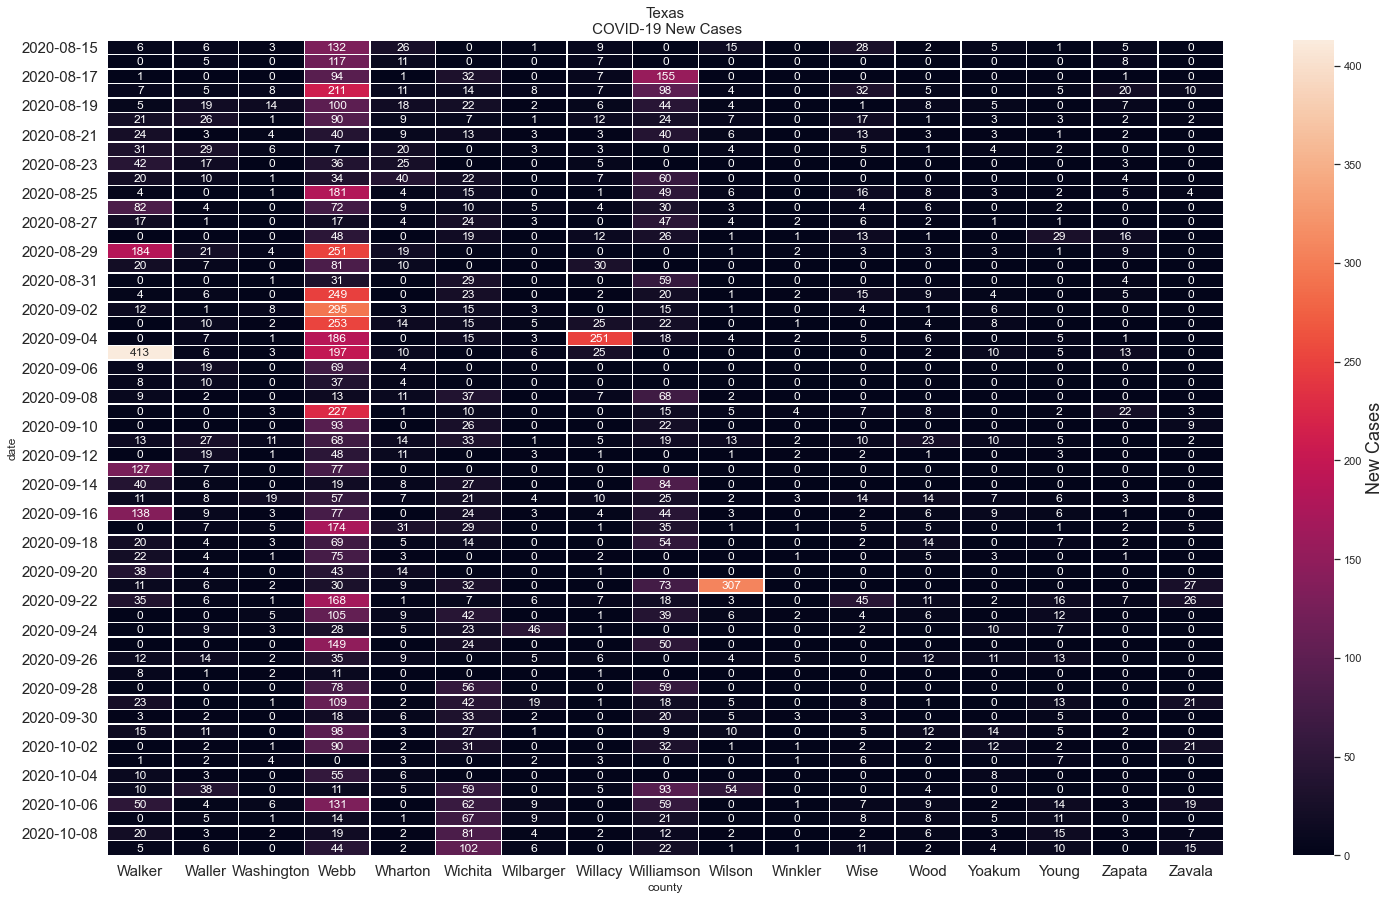 Texas
COVID-19 New Cases
2020-08-15 6 6 3 132 26 0 1 9 0 15 0 28 2 5 1 5 0
0 5 0 117 11 0 0 7 0 0 0 0 0 0 0 8 0
2020-08-17 1 0 0 94 1 32 0 7 155 0 0 0 0 0 0 1 0
7 5 8 211 11 14 8 7 98 4 0 32 5 0 5 20 10
2020-08-19 5 19 14 100 18 22 2 6 44 4 0 1 8 5 0 7 0
21 26 1 90 9 7 1 12 24 7 0 17 1 3 3 2 2
2020-08-21 24 3 4 40 9 13 3 3 40 6 0 13 3 3 1 2 0
31 29 6 7 20 0 3 3 0 4 0 5 1 4 2 0 0
2020-08-23 42 17 0 36 25 0 0 5 0 0 0 0 0 0 0 3 0
20 10 1 34 40 22 0 7 60 0 0 0 0 0 0 4 0
2020-08-25 4 0 1 181 4 15 0 1 49 6 0 16 8 3 2 5 4
82 4 0 72 9 10 5 4 30 3 0 4 6 0 2 0 0
2020-08-27 17 1 0 17 4 24 3 0 47 4 2 6 2 1 1 0 0
0 0 0 48 0 19 0 12 26 1 1 13 1 0 29 16 0
2020-08-29 184 21 4 251 19 0 0 0 0 1 2 3 3 3 1 9 0
20 7 0 81 10 0 0 30 0 0 0 0 0 0 0 0 0
2020-08-31 0 0 1 31 0 29 0 0 59 0 0 0 0 0 0 4 0
4 6 0 249 0 23 0 2 20 1 2 15 9 4 0 5 0
2020-09-02 12 1 8 295 3 15 3 0 15 1 0 4 1 6 0 0 0
0 10 2 253 14 15 5 25 22 0 1 0 4 8 0 0 0
2020-09-04 0 7 1 186 0 15 3 251 18 4 2 5 6 0 5 1 0
413 6 3 197 10 0 6 25 0 0 0 0 2 10 5 13 0
2020-09-06 9 19 0 69 4 0 0 0 0 0 0 0 0 0 0 0 0
8 10 0 37 4 0 0 0 0 0 0 0 0 0 0 0 0
2020-09-08 9 2 0 13 11 37 0 7 68 2 0 0 0 0 0 0 0
0 0 3 227 1 10 0 0 15 5 4 7 8 0 2 22 3
2020-09-10 0 0 0 93 0 26 0 0 22 0 0 0 0 0 0 0 9
13 27 11 68 14 33 1 5 19 13 2 10 23 10 5 0 2
2020-09-12 0 19 1 48 11 0 3 1 0 1 2 2 1 0 3 0 0
127 7 0 77 0 0 0 0 0 0 0 0 0 0 0 0 0
2020-09-14 40 6 0 19 8 27 0 0 84 0 0 0 0 0 0 0 0
11 8 19 57 7 21 4 10 25 2 3 14 14 7 6 3 8
2020-09-16 138 9 3 77 0 24 3 4 44 3 0 2 6 9 6 1 0
0 7 5 174 31 29 0 1 35 1 1 5 5 0 1 2 5
2020-09-18 20 4 3 69 5 14 0 0 54 0 0 2 14 0 7 2 0
22 4 1 75 3 0 0 2 0 0 1 0 5 3 0 1 0
2020-09-20 38 4 0 43 14 0 0 1 0 0 0 0 0 0 0 0 0
11 6 2 30 9 32 0 0 73 307 0 0 0 0 0 0 27
2020-09-22 35 6 1 168 1 7 6 7 18 3 0 45 11 2 16 7 26
0 0 5 105 9 42 0 1 39 6 2 4 6 0 12 0 0
2020-09-24 0 9 3 28 5 23 46 1 0 0 0 2 0 10 7 0 0
0 0 0 149 0 24 0 0 50 0 0 0 0 0 0 0 0
2020-09-26 12 14 2 35 9 0 5 6 0 4 5 0 12 11 13 0 0
8 1 2 11 0 0 0 1 0 0 0 0 0 0 0 0 0
2020-09-28 0 0 0 78 0 56 0 0 59 0 0 0 0 0 0 0 0
23 0 1 109 2 42 19 1 18 5 0 8 1 0 13 0 21
2020-09-30 3 2 0 18 6 33 2 0 20 5 3 3 0 0 5 0 0
15 11 0 98 3 27 1 0 9 10 0 5 12 14 5 2 0
2020-10-02 0 2 1 90 2 31 0 0 32 1 1 2 2 12 2 0 21
1 2 4 0 3 0 2 3 0 0 1 6 0 0 7 0 0
2020-10-04 10 3 0 55 6 0 0 0 0 0 0 0 0 8 0 0 0
10 38 0 11 5 59 0 5 93 54 0 0 4 0 0 0 0
2020-10-06 50 4 6 131 0 62 9 0 59 0 1 7 9 2 14 3 19
0 5 1 14 1 67 9 0 21 0 0 8 8 5 11 0 0
2020-10-08 20 3 2 19 2 81 4 2 12 2 0 2 6 3 15 3 7
5 6 0 44 2 102 6 0 22 1 1 11 2 4 10 0 15
Walker Waller Washington Webb Wharton Wichita Wilbarger Willacy Williamson Wilson Winkler Wise Wood Yoakum Young Zapata Zavala
county
date
400
350
300
250
200
150
100
50
0
New Cases